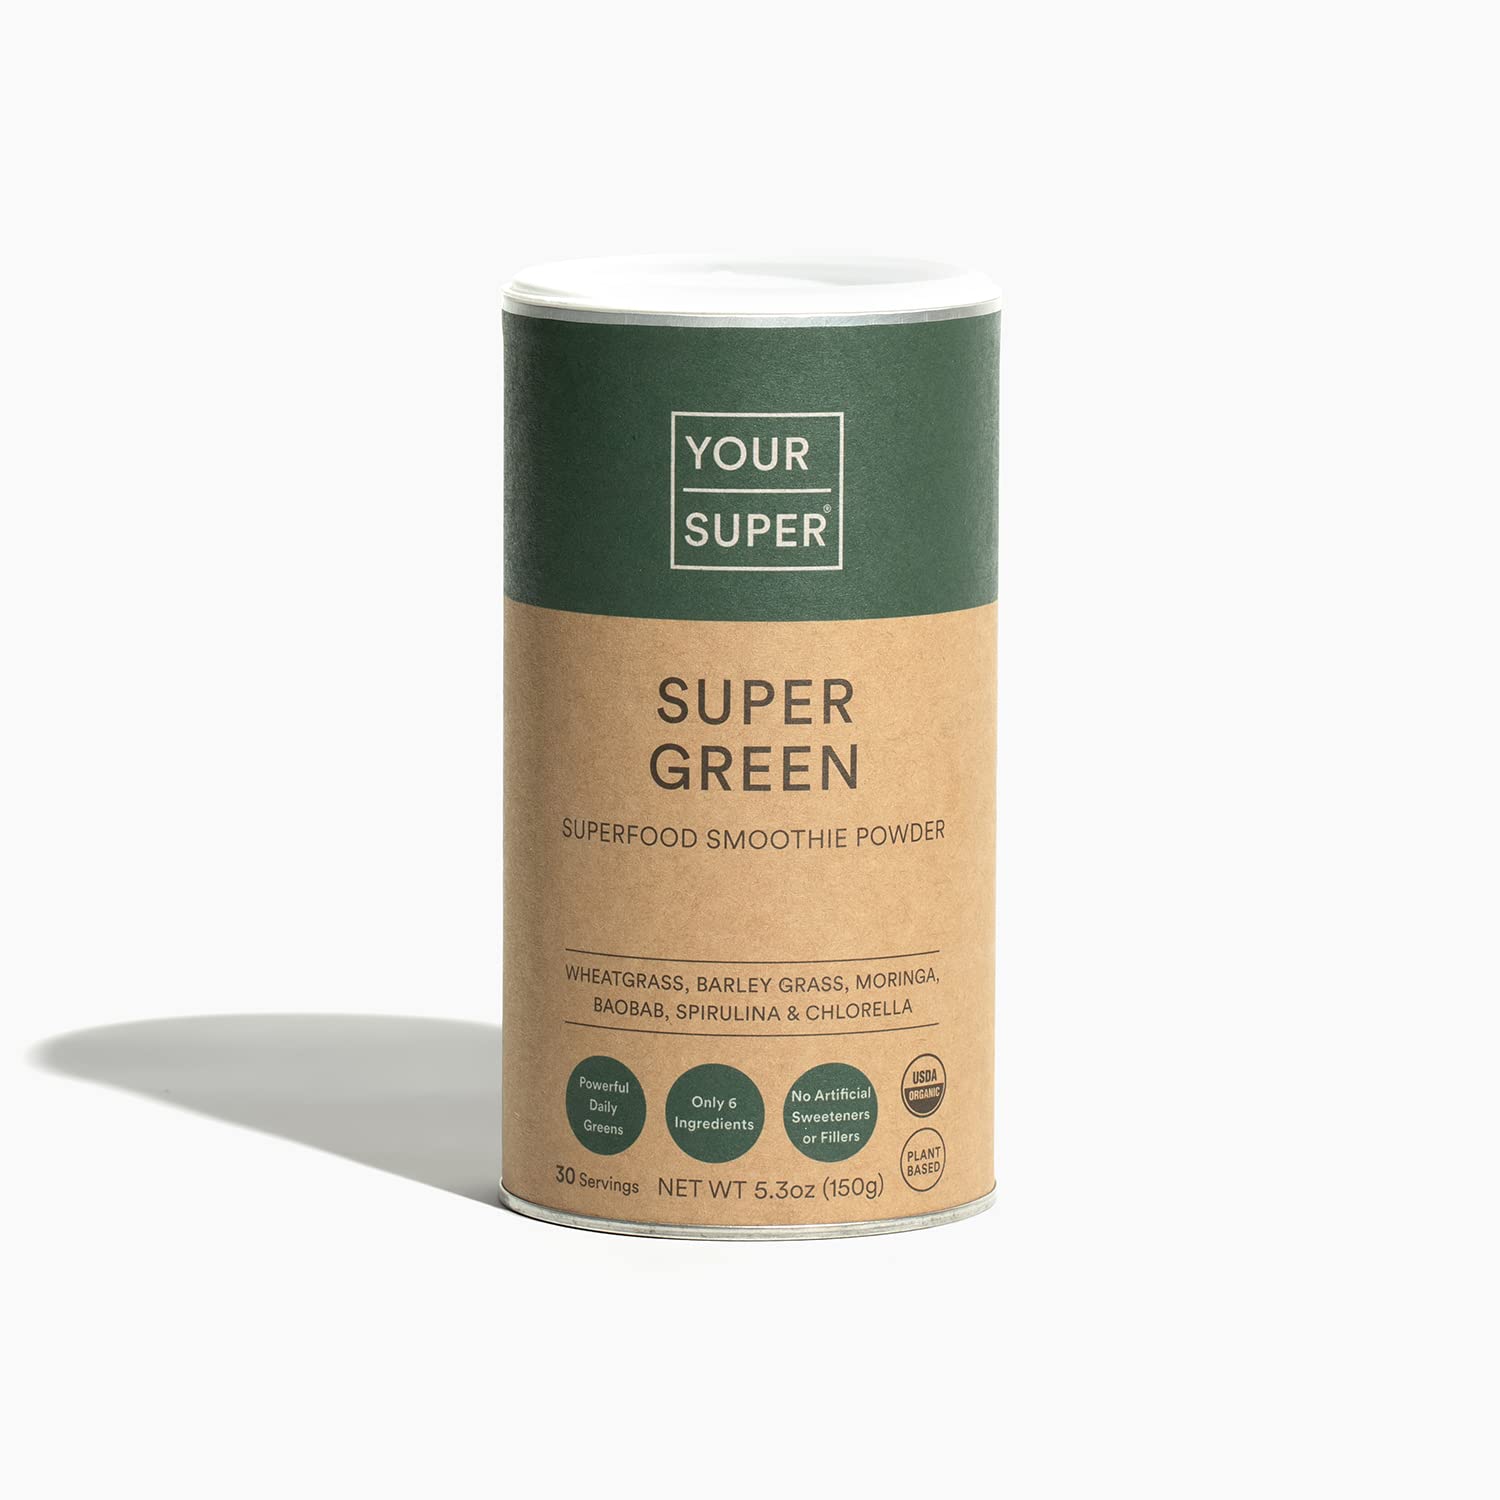 YOUR
SUPER®
SUPER
GREEN
SUPERFOOD SMOOTHIE POWDER
WHEATGRASS, BARLEY GRASS, MORINGA,
BAOBAB, SPIRULINA & CHLORELLA
Powerful
Daily
Greens
Only 6
Ingredients
No Artificial
Sweeteners
or Fillers
USDA
ORGANIC
PLANT
BASED
30 Servings NET WT 5.3oz (150g)